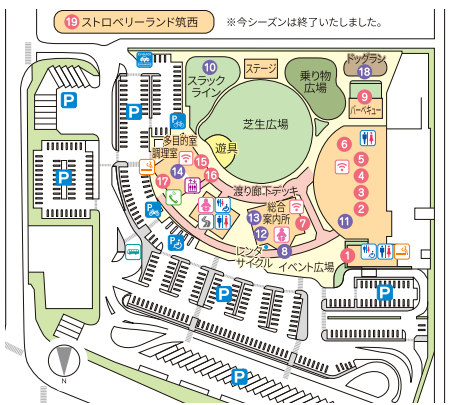 19 ストロベリーランド筑西 ※今シーズンは終了いたしました。
10
スラック
ライン
ステージ
乗り物
広場
ドッグラン
18
9
バーベキュー
P
P
P
芝生広場
遊具
多目的室
調理室
15
16
14
17
6
5
4
3
2
11
渡り廊下デッキ
総合
案内所
13
12
7
8
レンタ
サイクル
イベント広場
1
P
P
P
P
P
P
N